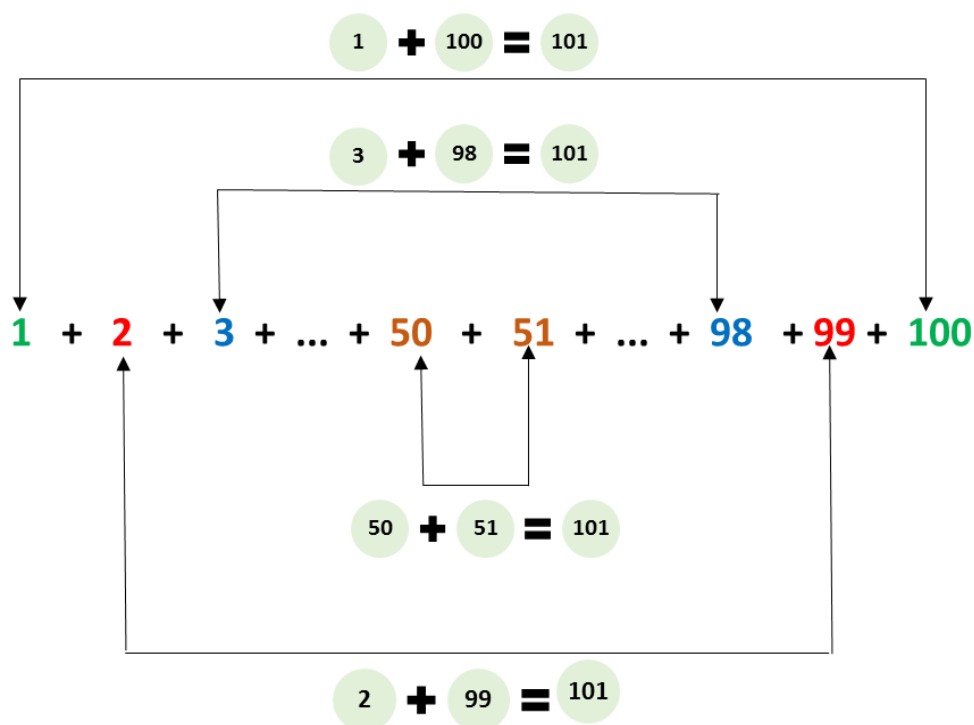 1 + 100 = 101
3 + 98 = 101
1 + 2 + 3 + ... + 50 + 51 + ... + 98 + 99 + 100
50 + 51 = 101
2 + 99 = 101